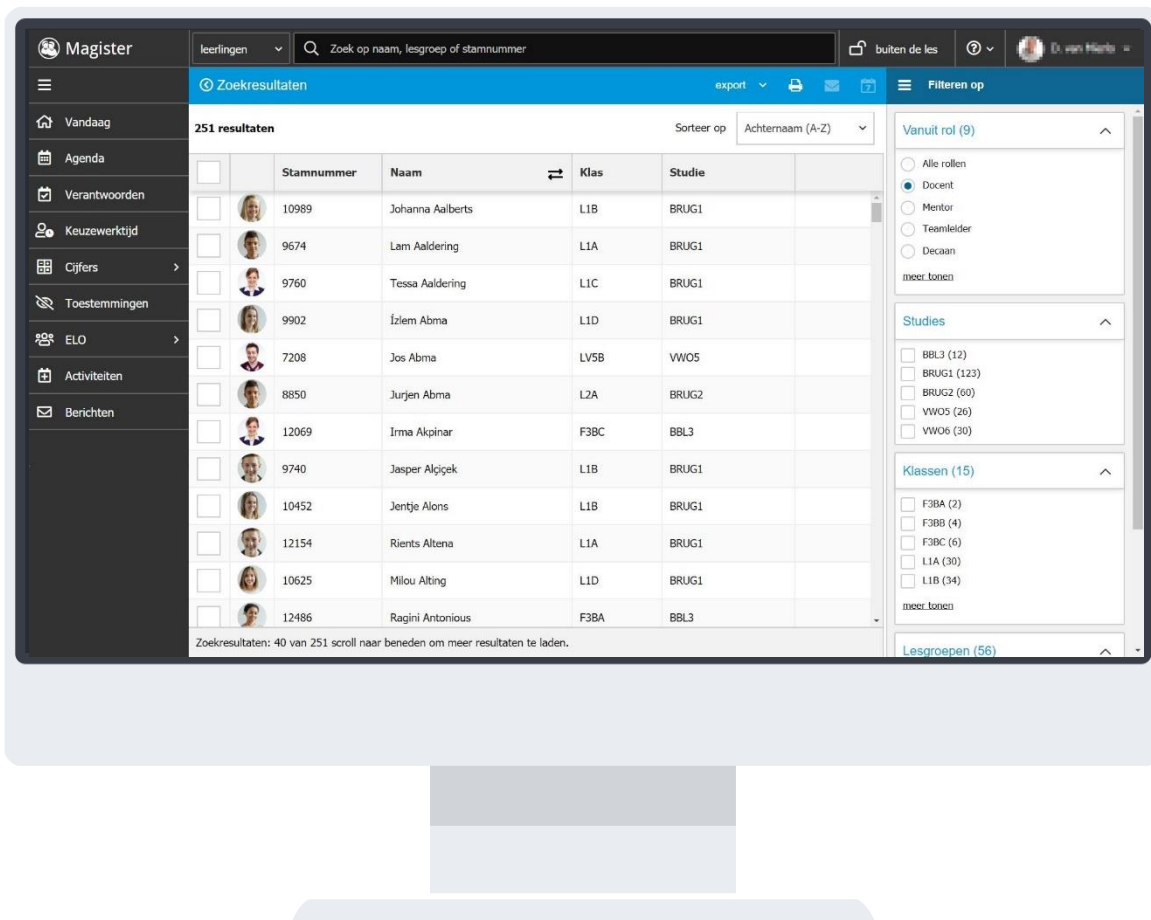 Magister
leerlingen
Zoek op naam, lesgroep of stamnummer
buiten de les
Zoekresultaten
export
7
Filteren op
Vandaag
Agenda
Verantwoorden
Keuzewerktijd
Cijfers
Toestemmingen
ELO
Activiteiten
Berichten
251 resultaten
Sorteer op
Achternaam (A-Z)
Stamnummer Naam Klas Studie
10989 Johanna Aalberts L1B BRUG1
9674 Lam Aaldering L1A BRUG1
9760 Tessa Aaldering L1C BRUG1
9902 Ízlem Abma L1D BRUG1
7208 Jos Abma LV5B VWO5
8850 Jurjen Abma L2A BRUG2
12069 Irma Akpinar F3BC BBL3
9740 Jasper Alçiçek L1B BRUG1
10452 Jentje Alons L1B BRUG1
12154 Rients Altena L1A BRUG1
10625 Milou Alting L1D BRUG1
12486 Ragini Antonious F3BA BBL3
Zoekresultaten: 40 van 251 scroll naar beneden om meer resultaten te laden.
Vanuit rol (9)
Alle rollen
Docent
Mentor
Teamleider
Decaan
meer tonen
Studies
BBL3 (12)
BRUG1 (123)
BRUG2 (60)
VWO5 (26)
VWO6 (30)
Klassen (15)
F3BA (2)
F3BB (4)
F3BC (6)
L1A (30)
L1B (34)
meer tonen
Lesgroepen (56)